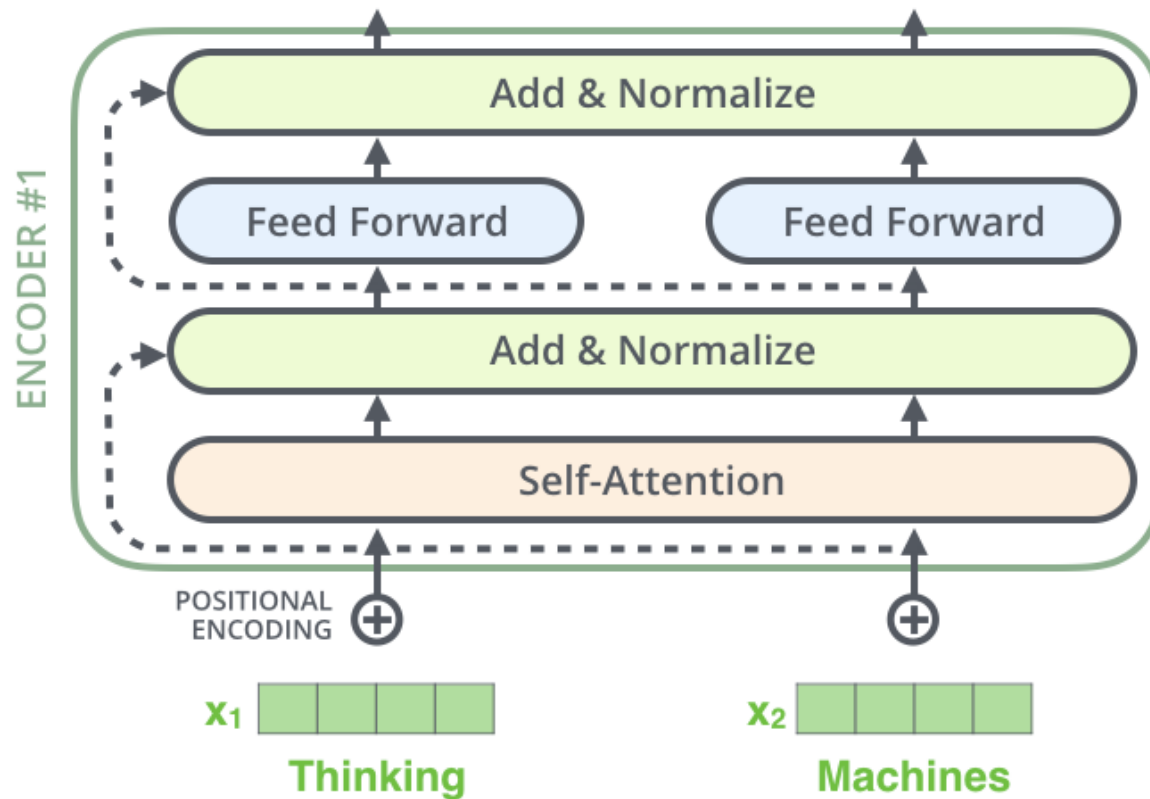 ENCODER #1
Add & Normalize
Feed Forward
Feed Forward
Add & Normalize
Self-Attention
POSITIONAL
ENCODING
x₁
x₂
Thinking
Machines